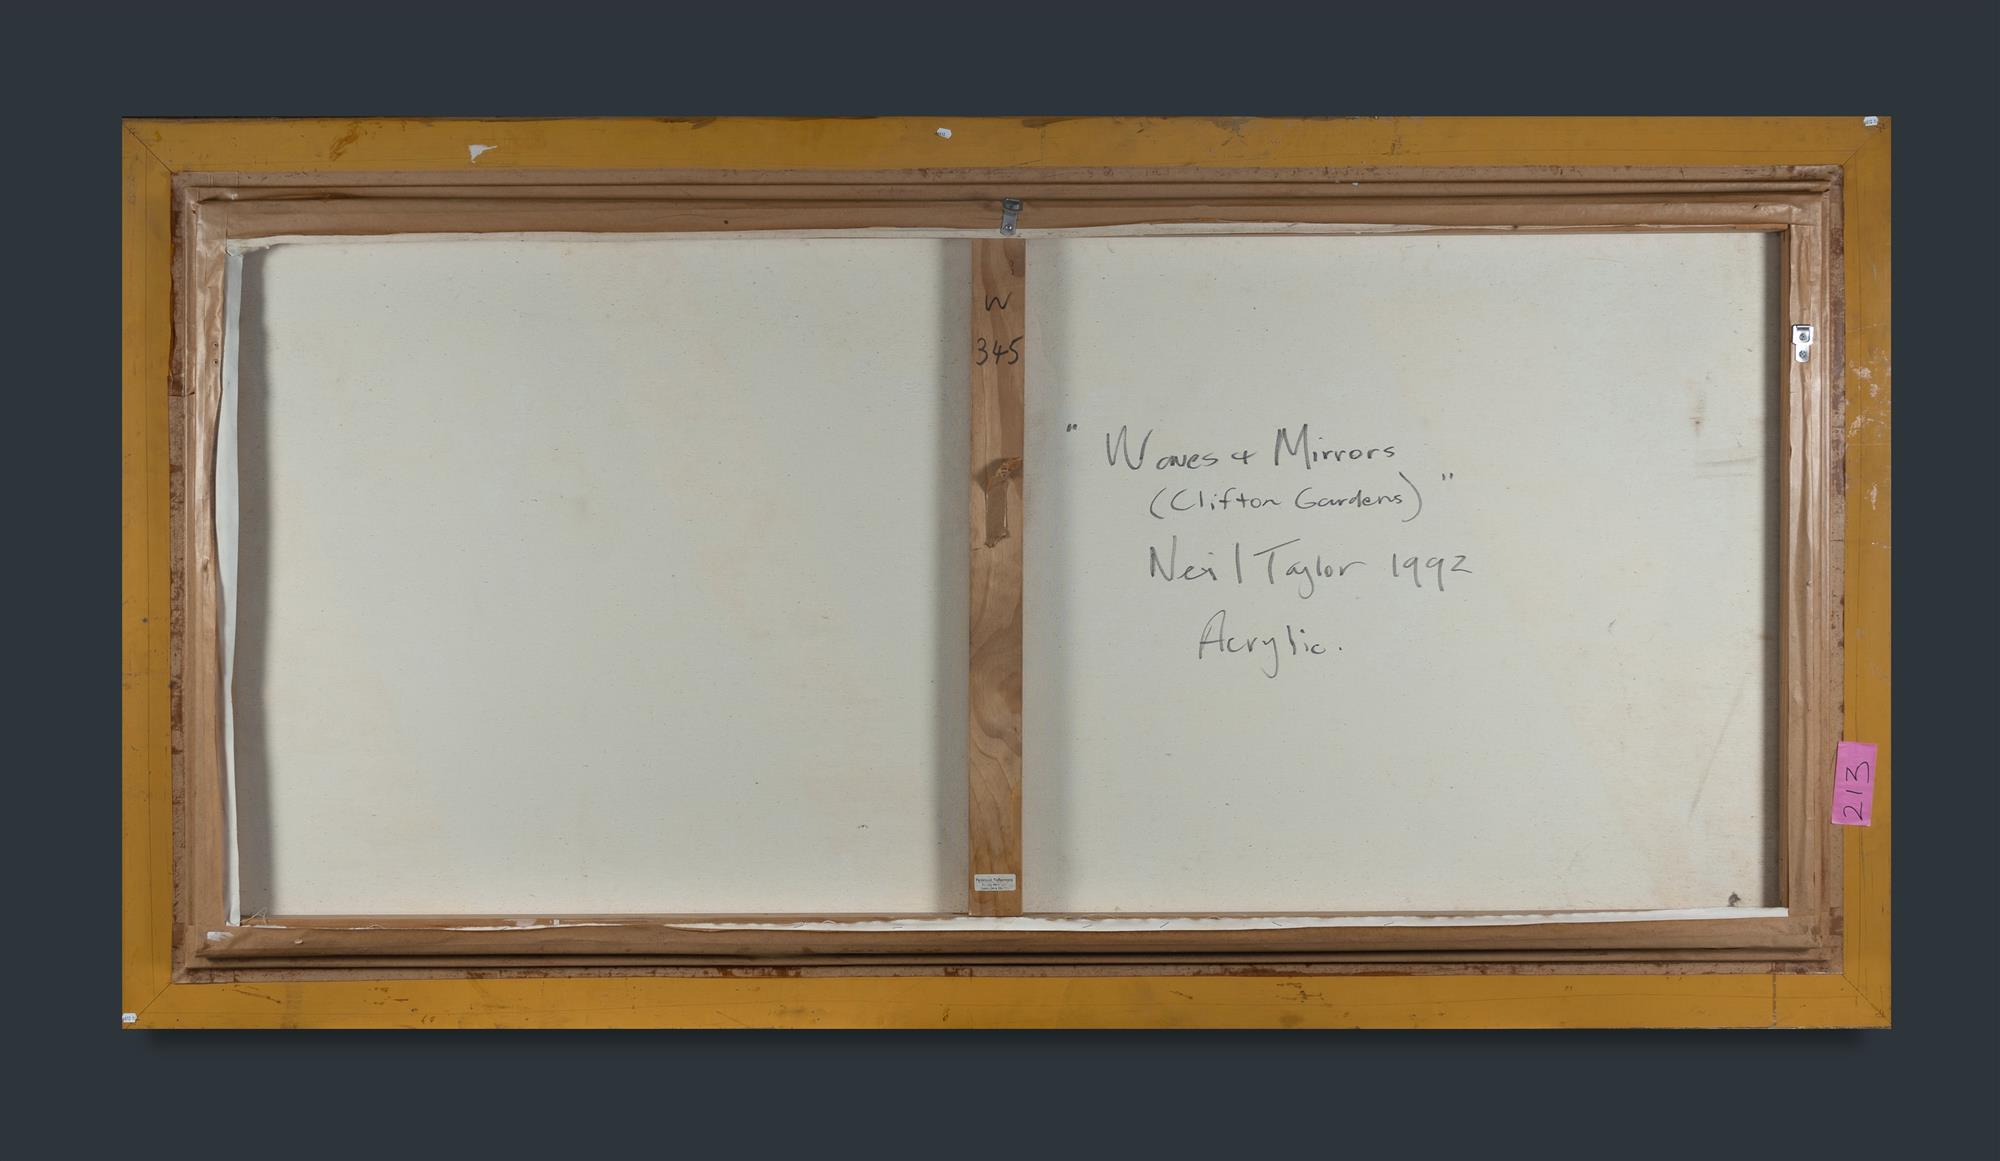 W
345
" Waves & Mirrors
(Clifton Gardens) "
Neil Taylor 1992
Acrylic.
213